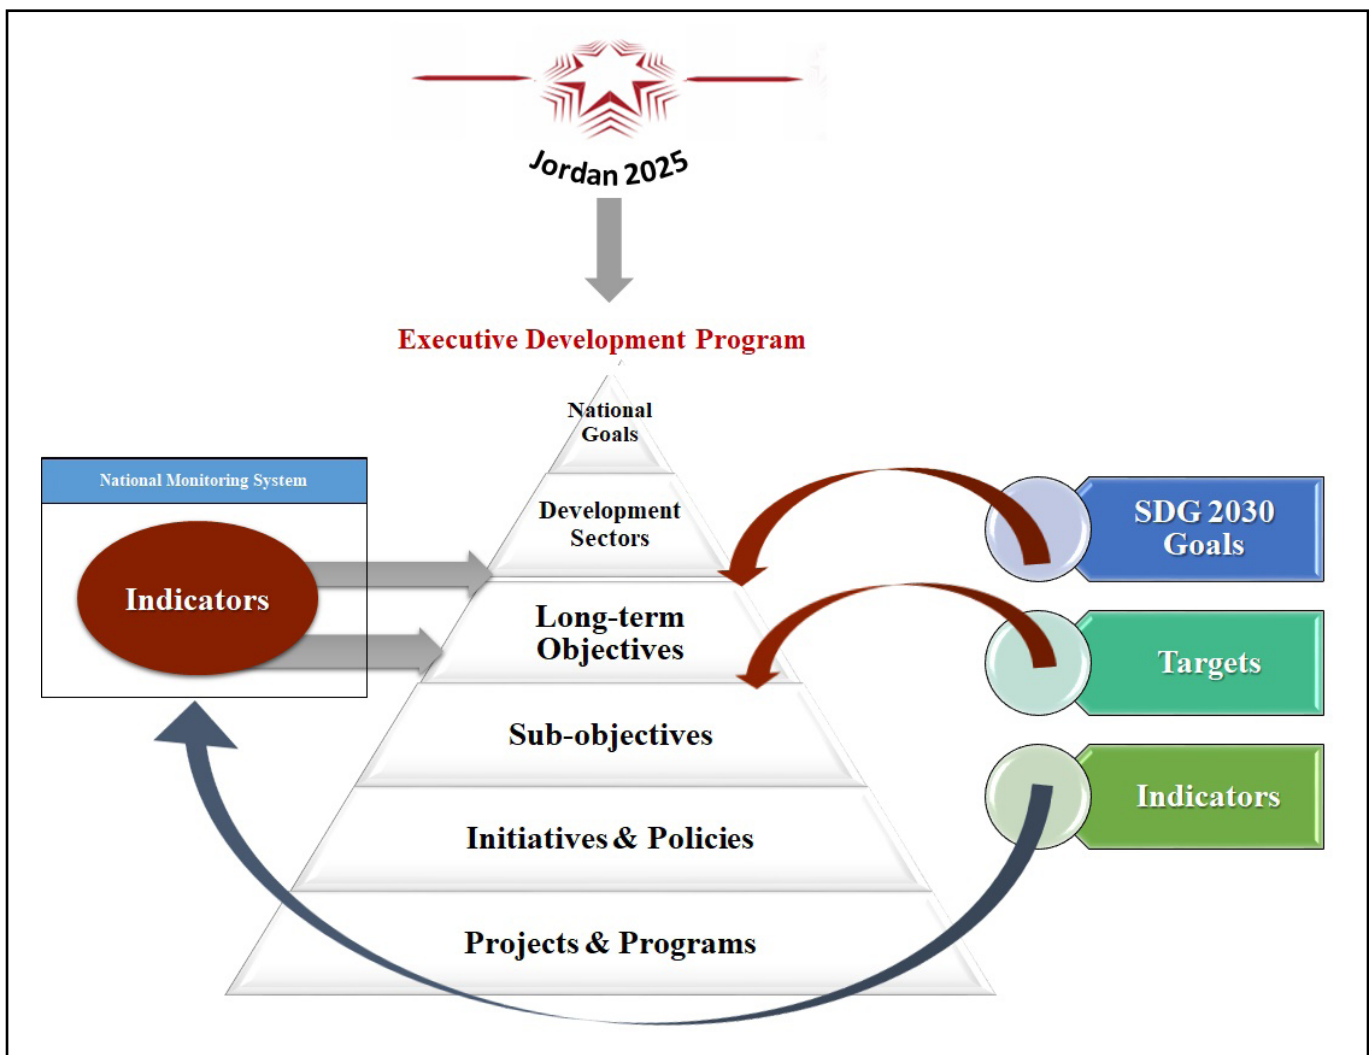 Jordan 2025
Executive Development Program
National
Goals
Development
Sectors
Long-term
Objectives
Sub-objectives
Initiatives & Policies
Projects & Programs
National Monitoring System
Indicators
SDG 2030
Goals
Targets
Indicators